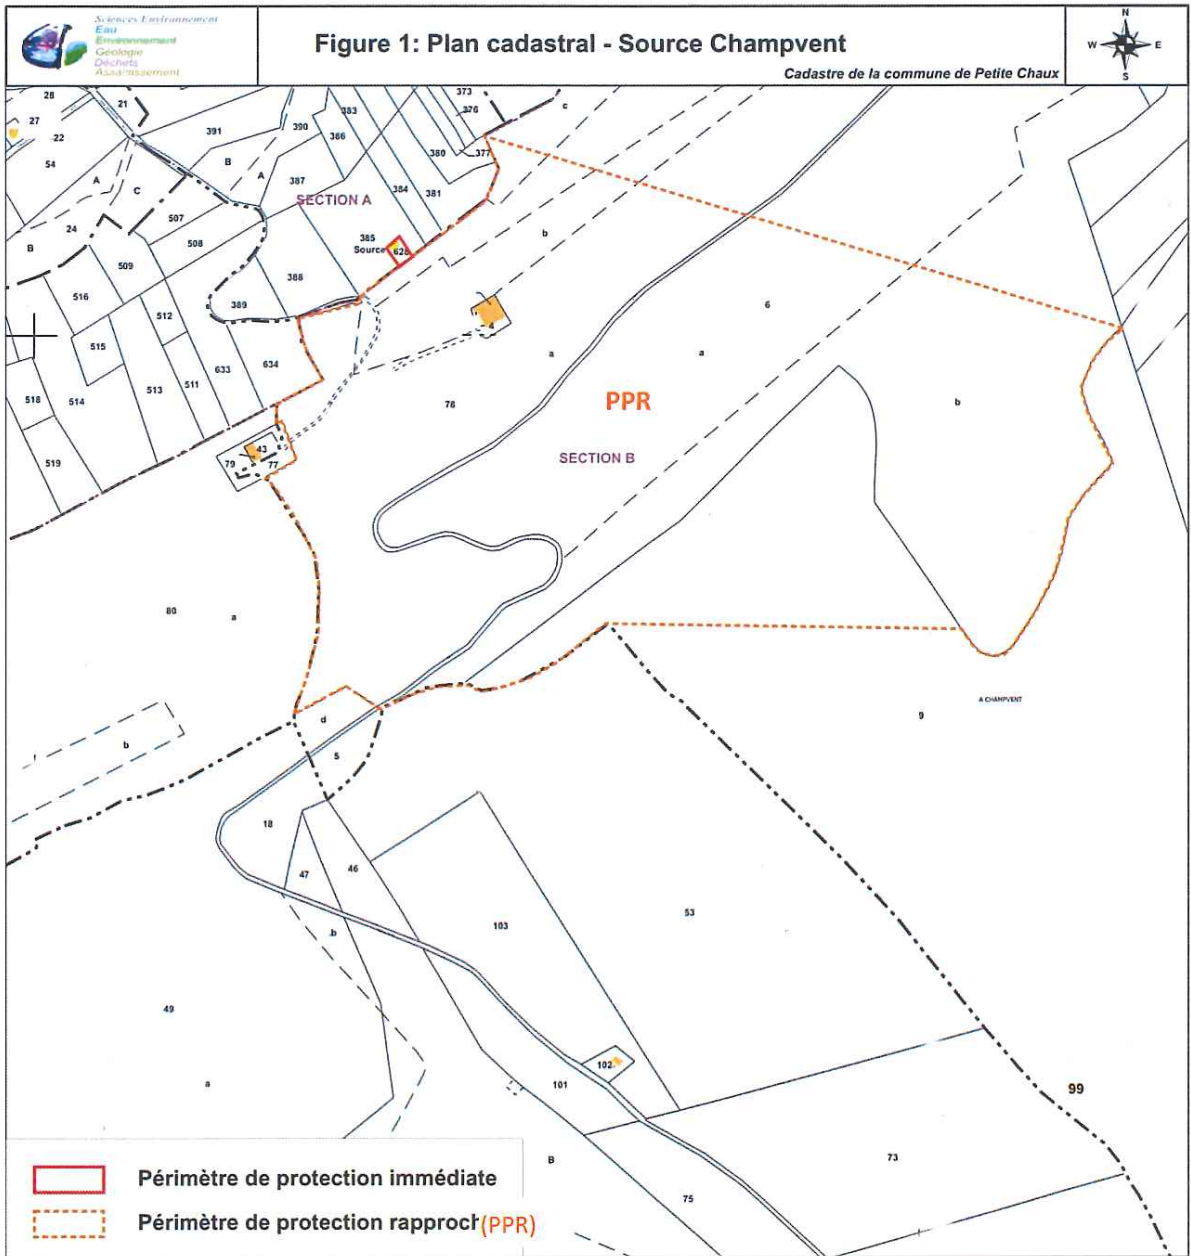 Sciences Environnement
Eau
Environnement
Géologie
Déchets
Assainissement
Figure 1: Plan cadastral - Source Champvent
Cadastre de la commune de Petite Chaux
N
W E
S
28
21
27
22
54
391
390
383
386
373
376
c
380
377
B
A
A
C
387
384
381
SECTION A
507
24
B
508
385
Source
628
b
509
388
516
389
512
4
6
515
634
a
a
633
511
513
518
514
78
PPR
b
519
43
79
77
SECTION B
80
a
d
A CHAMPVENT
9
b
5
18
47
46
53
103
b
49
102
101
a
99
B
73
75
Périmètre de protection immédiate
Périmètre de protection rapproch(PPR)